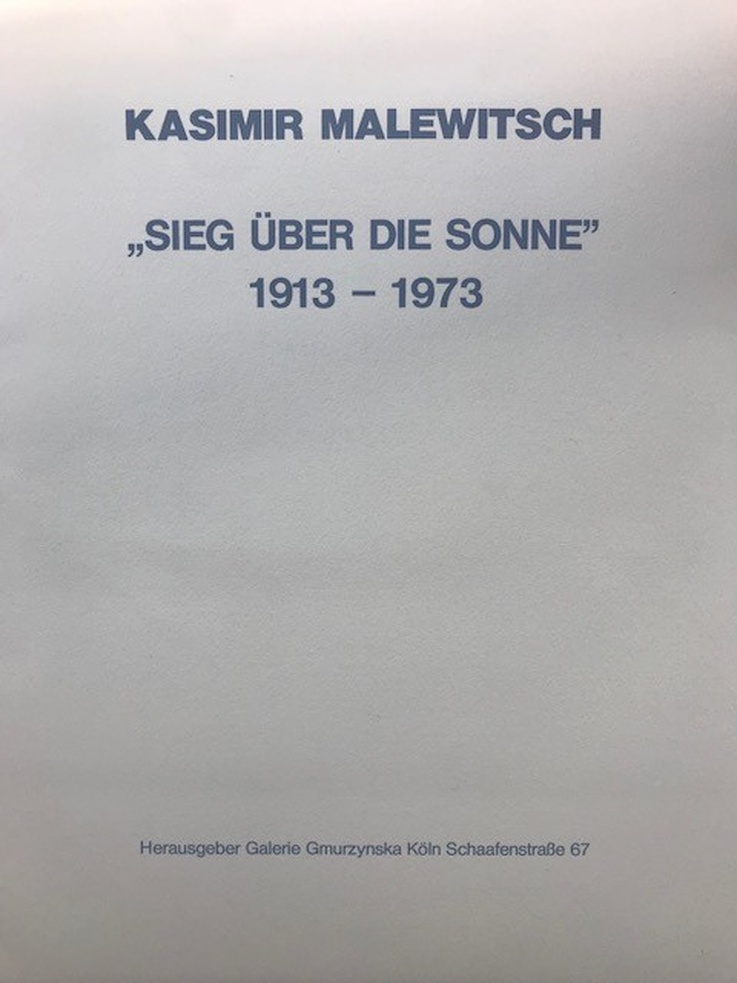 KASIMIR MALEWITSCH
„SIEG ÜBER DIE SONNE”
1913 – 1973
Herausgeber Galerie Gmurzynska Köln Schaafenstraße 67